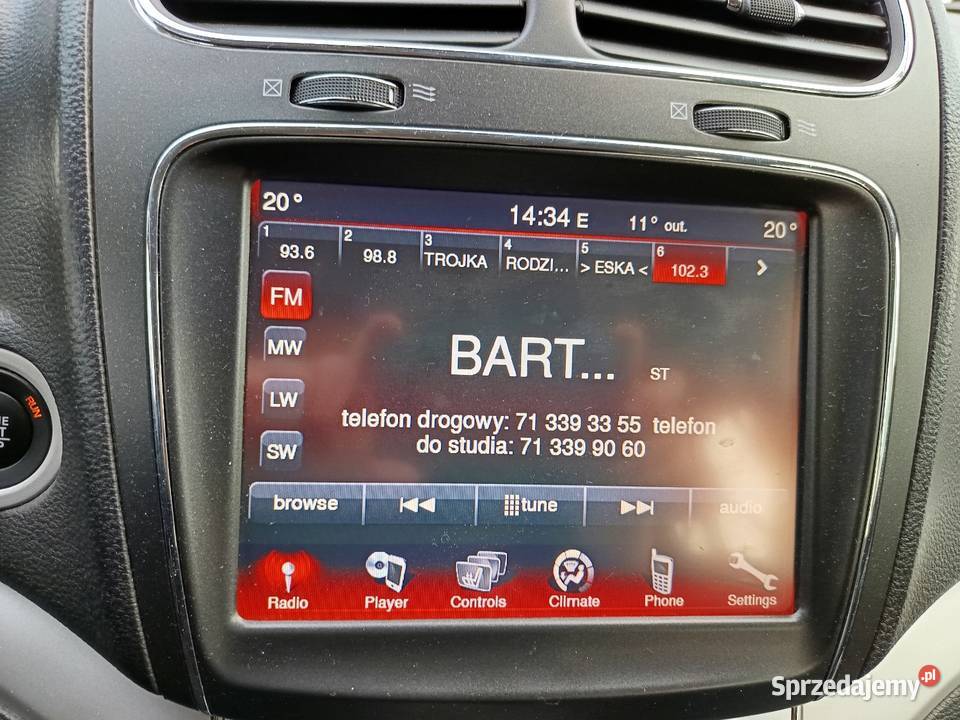 20° 14:34 E 11° out. 20°
1 93.6 2 98.8 3 TROJKA 4 RODZI... 5 > ESKA < 6 102.3 >
FM
MW
BART... ST
LW
telefon drogowy: 71 339 33 55 telefon
do studia: 71 339 90 60
SW
browse tune audio
Radio Player Controls Climate Phone Settings
RUN
Sprzedajemy.pl